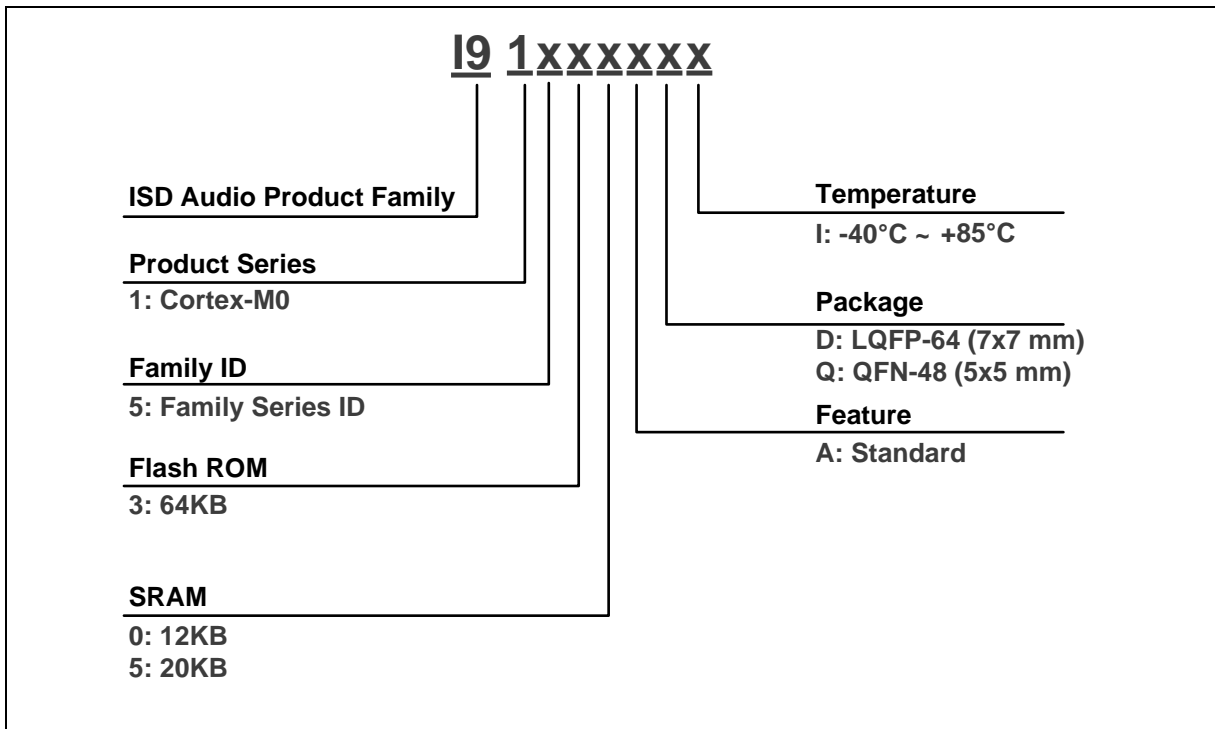 I9 1xxxxxx
ISD Audio Product Family
Product Series
1: Cortex-M0
Family ID
5: Family Series ID
Flash ROM
3: 64KB
SRAM
0: 12KB
5: 20KB
Temperature
I: -40°C ~ +85°C
Package
D: LQFP-64 (7x7 mm)
Q: QFN-48 (5x5 mm)
Feature
A: Standard